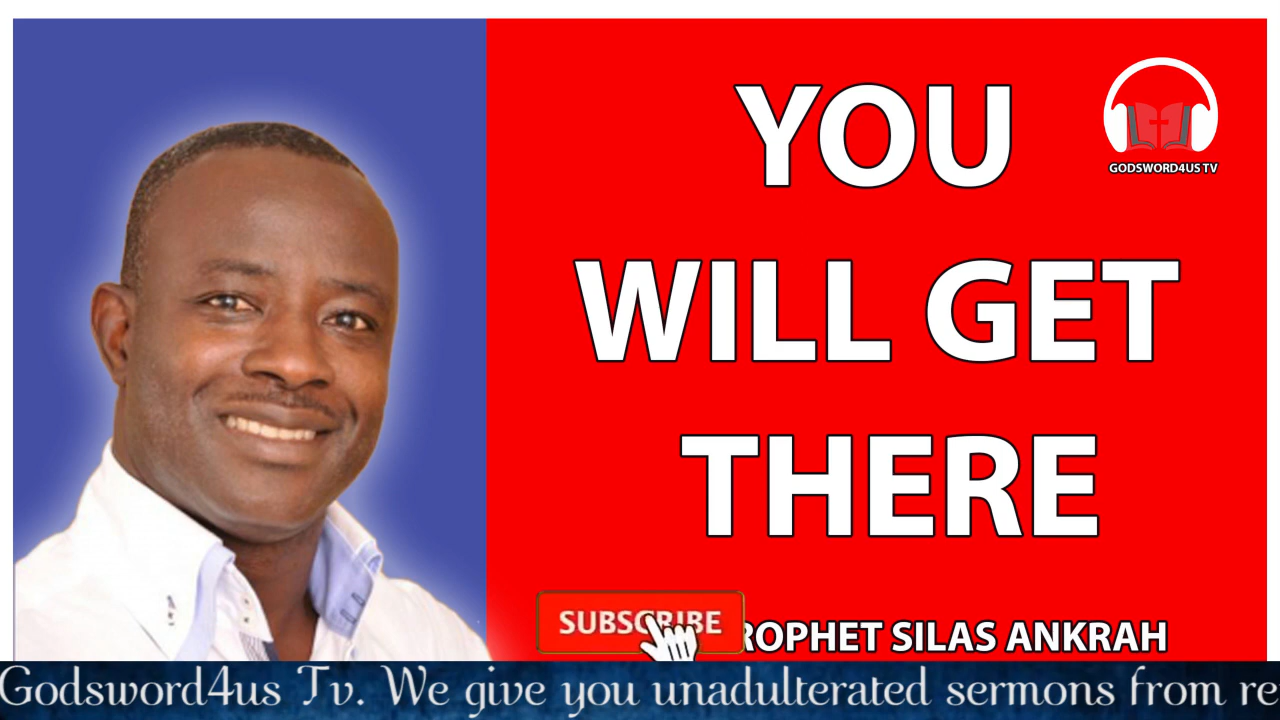 YOU
GODSWORD4US TV
WILL GET
THERE
SUBSCRIBE
ROPHET SILAS ANKRAH
Godsword4us Tv. We give you unadulterated sermons from re